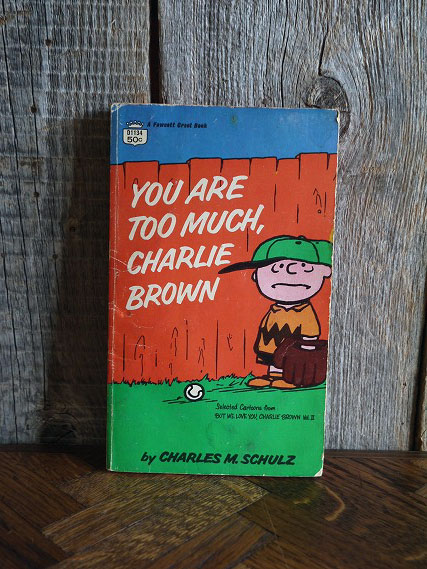 A Fawcett Crest Book
D1134
50c
YOU ARE
TOO MUCH,
CHARLIE
BROWN
Selected Cartoons from
BUT WE LOVE YOU, CHARLIE BROWN Vol. II
by CHARLES M. SCHULZ